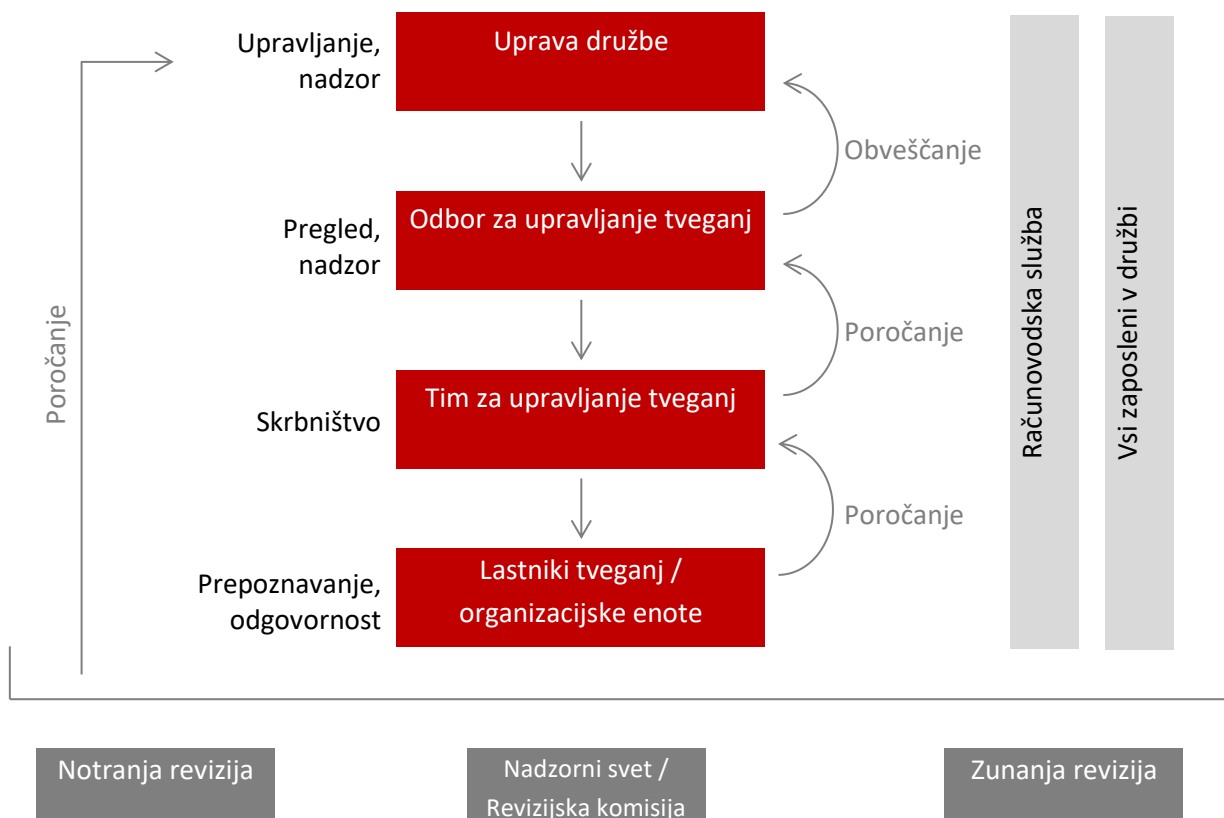 Upravljanje,
nadzor
Uprava družbe
Obveščanje
Pregled,
nadzor
Odbor za upravljanje tveganj
Poročanje
Skrbništvo
Tim za upravljanje tveganj
Poročanje
Prepoznavanje,
odgovornost
Lastniki tveganj /
organizacijske enote
Poročanje
Računovodska služba
Vsi zaposleni v družbi
Notranja revizija
Nadzorni svet /
Revizijska komisija
Zunanja revizija